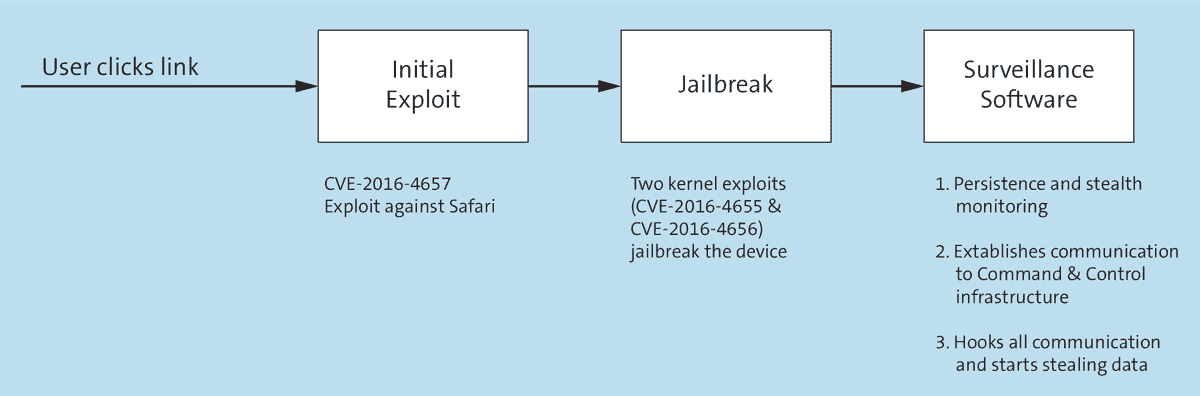 User clicks link
Initial
Exploit
Jailbreak
Surveillance
Software
CVE-2016-4657
Exploit against Safari
Two kernel exploits
(CVE-2016-4655 &
CVE-2016-4656)
jailbreak the device
1. Persistence and stealth
monitoring
2. Extablishes communication
to Command & Control
infrastructure
3. Hooks all communication
and starts stealing data